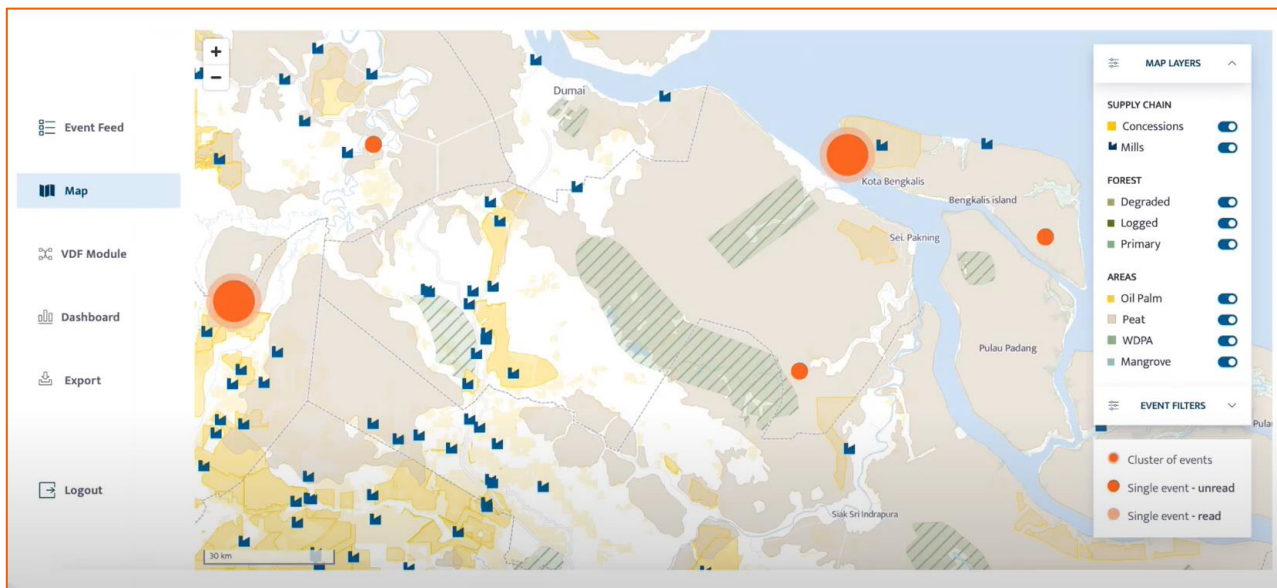 Event Feed
Map
VDF Module
Dashboard
Export
Logout
+
−
Dumai
Kota Bengkalis
Bengkalis island
Sei. Pakning
Pulau Padang
Siak Sri Indrapura
Pula
30 km
MAP LAYERS
SUPPLY CHAIN
Concessions
Mills
FOREST
Degraded
Logged
Primary
AREAS
Oil Palm
Peat
WDPA
Mangrove
EVENT FILTERS
Cluster of events
Single event - unread
Single event - read